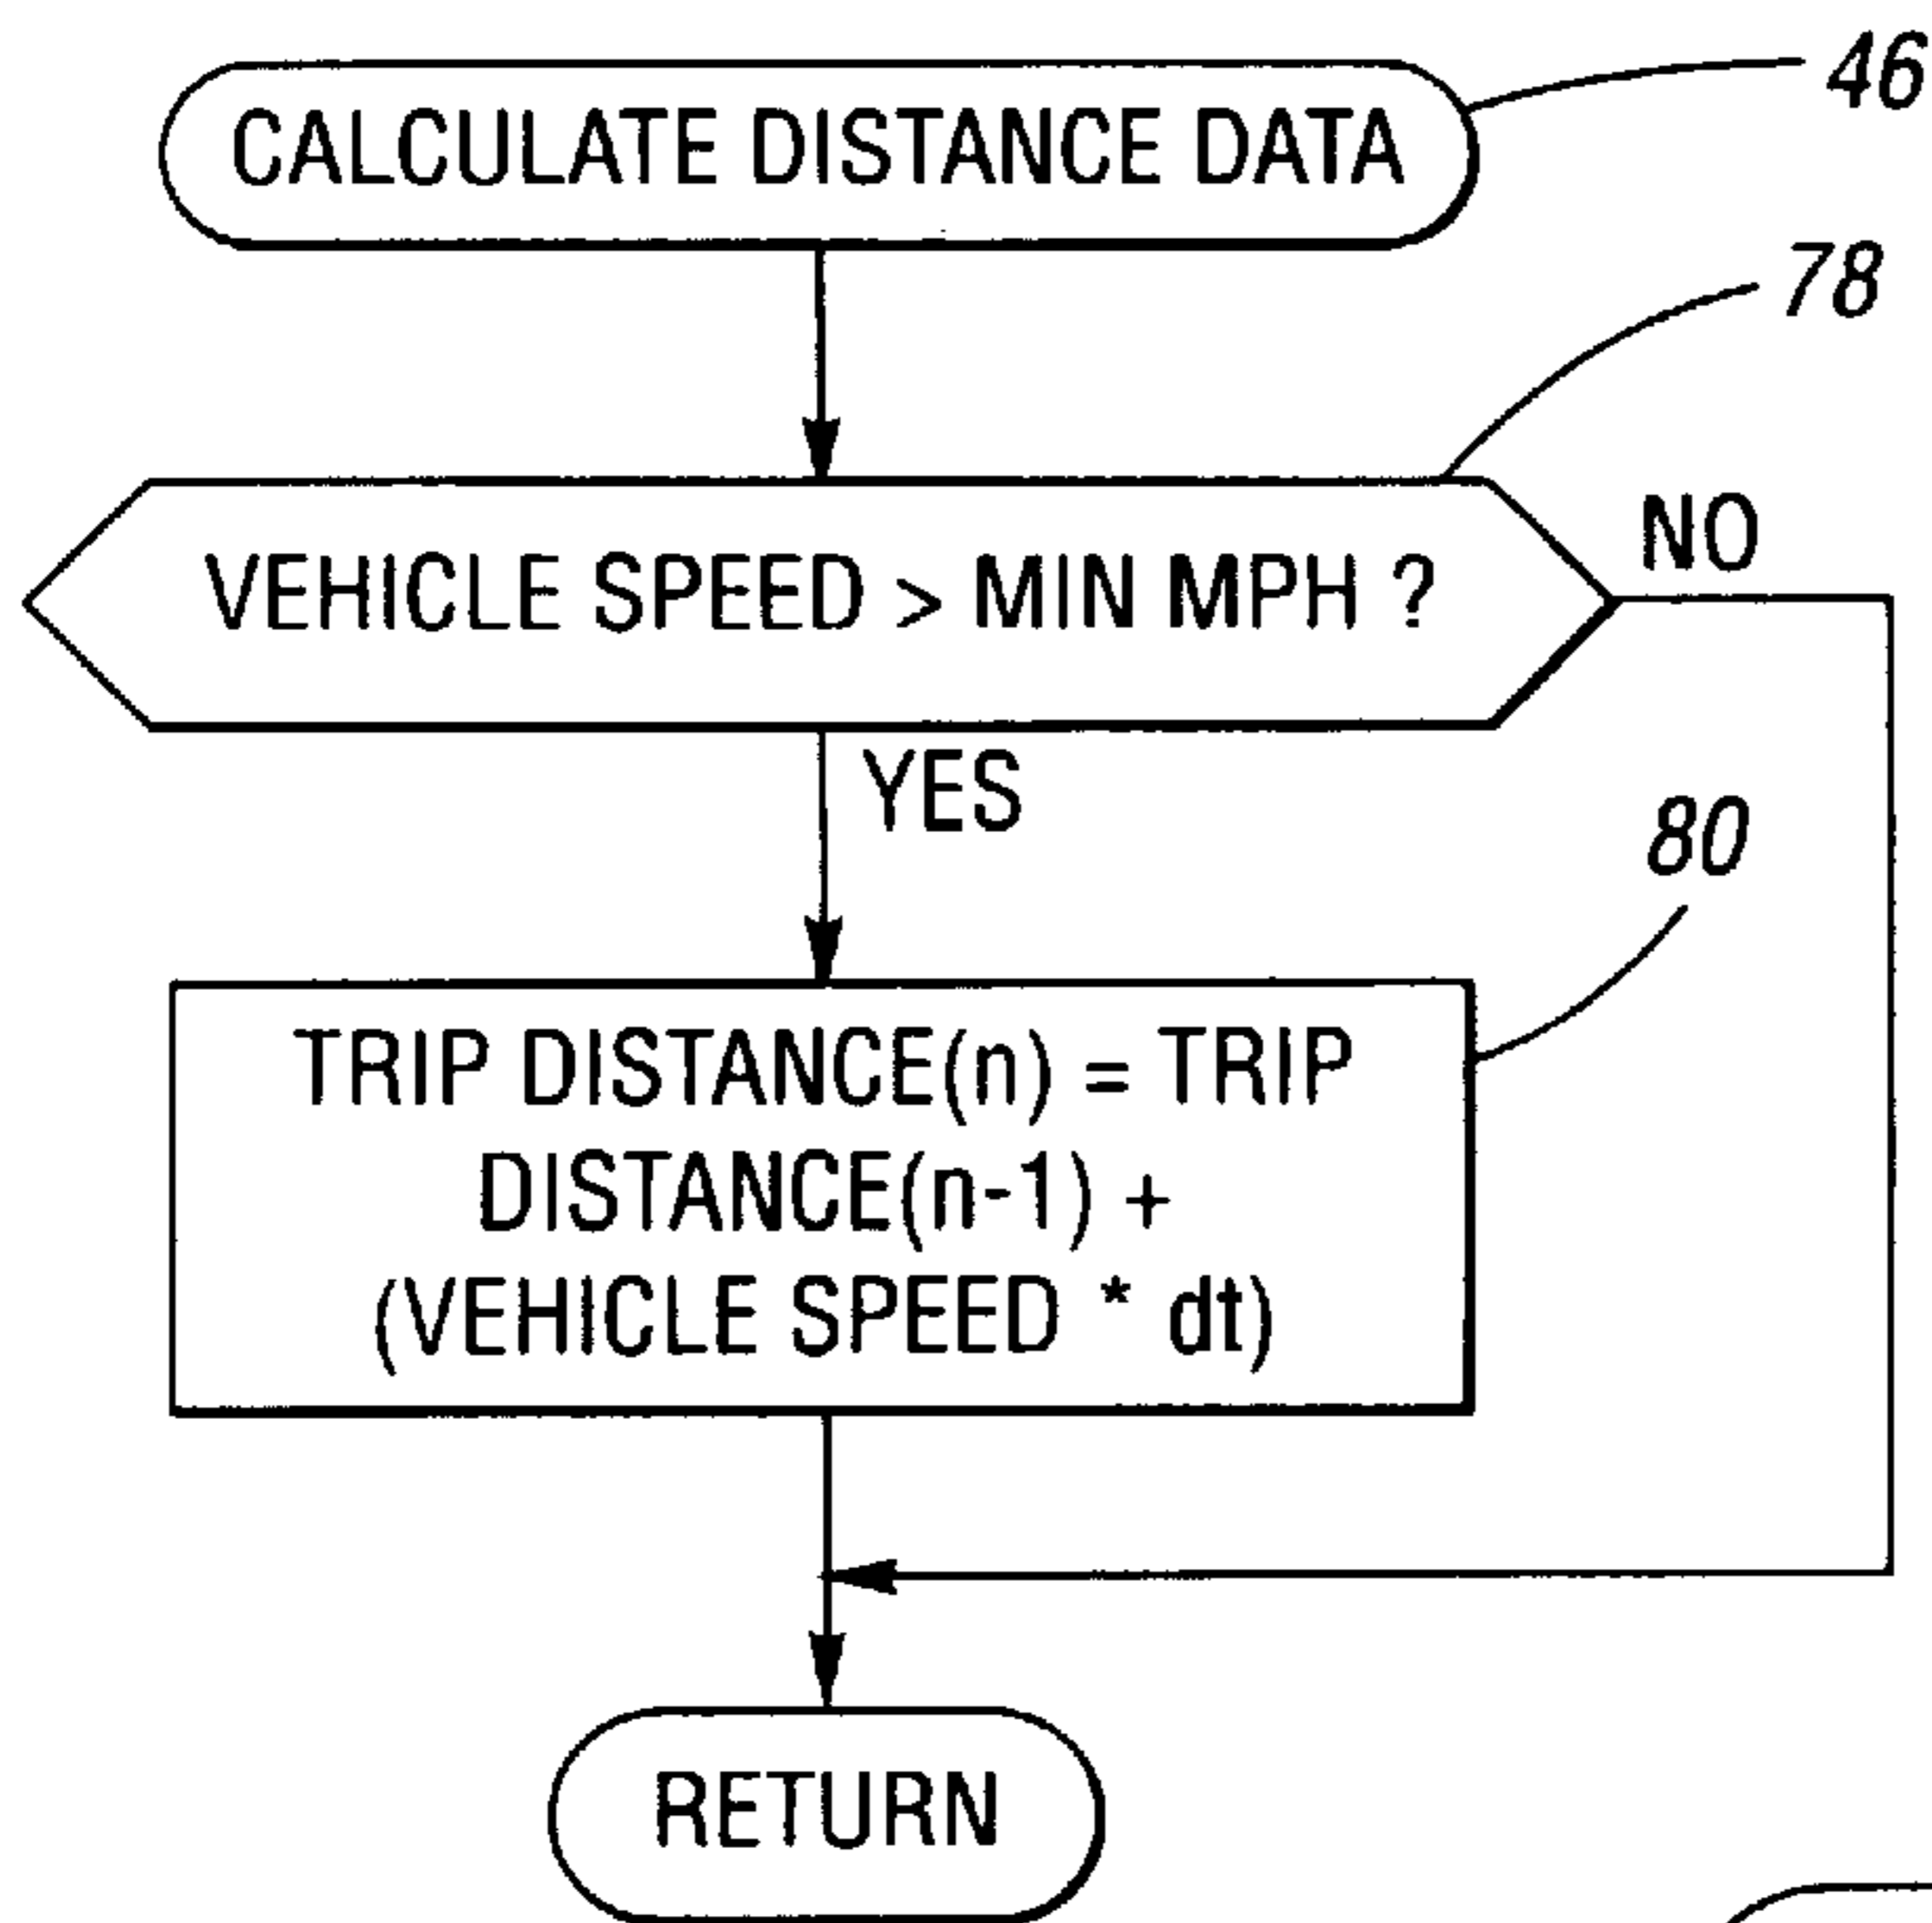 CALCULATE DISTANCE DATA
46
78
VEHICLE SPEED > MIN MPH ?
NO
YES
80
TRIP DISTANCE(n) = TRIP
DISTANCE(n-1) +
(VEHICLE SPEED * dt)
RETURN